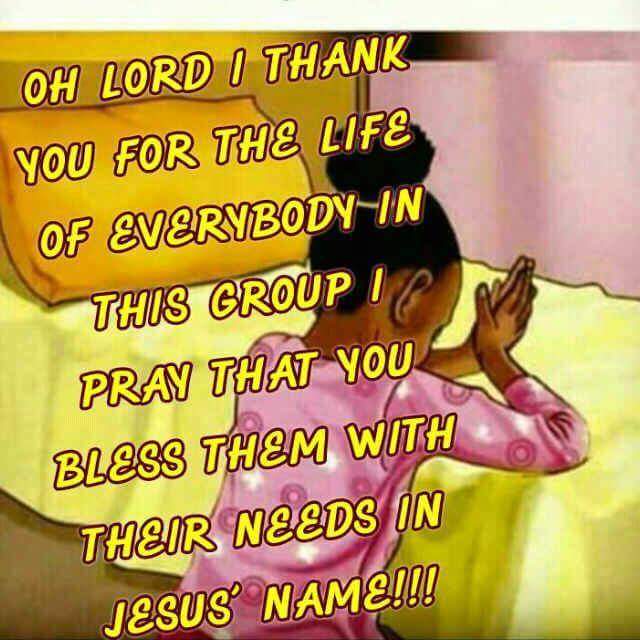 OH LORD I THANK
YOU FOR THE LIFE
OF EVERYBODY IN
THIS GROUP I
PRAY THAT YOU
BLESS THEM WITH
THEIR NEEDS IN
JESUS' NAME!!!